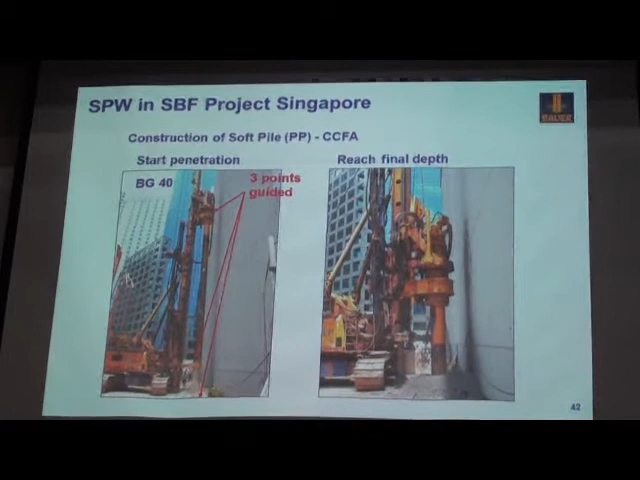 SPW in SBF Project Singapore
BAUER
Construction of Soft Pile (PP) - CCFA
Start penetration
Reach final depth
BG 40
3 points
guided
42